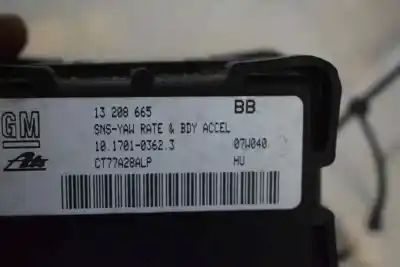 13 208 665 BB
GM
SNS-YAW RATE & BDY ACCEL
10.1701-0362.3 07W040
Ate
CT77A28ALP HU